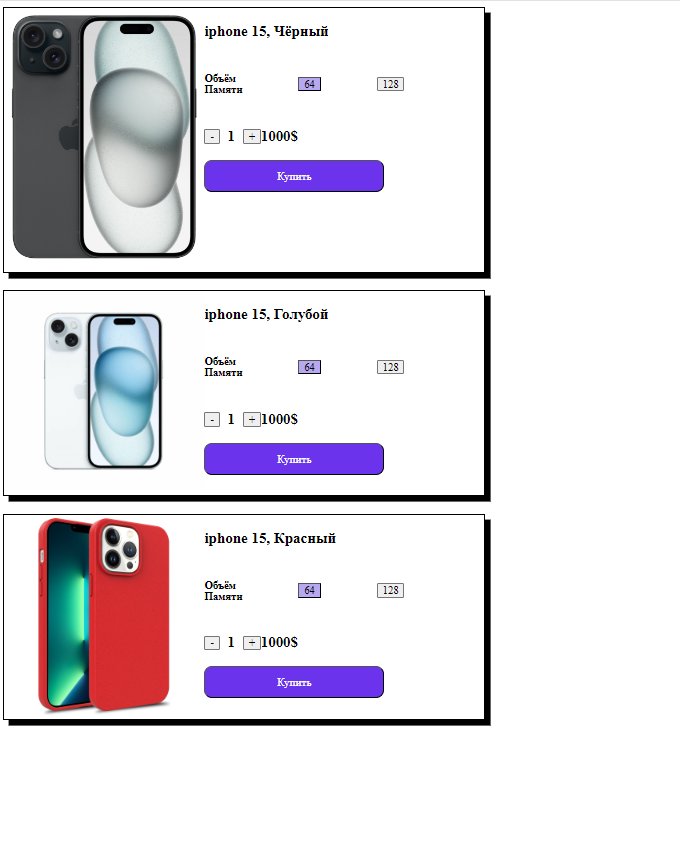 iphone 15, Чёрный
Объём
Памяти
64
128
- 1 + 1000$
Купить
iphone 15, Голубой
Объём
Памяти
64
128
- 1 + 1000$
Купить
iphone 15, Красный
Объём
Памяти
64
128
- 1 + 1000$
Купить